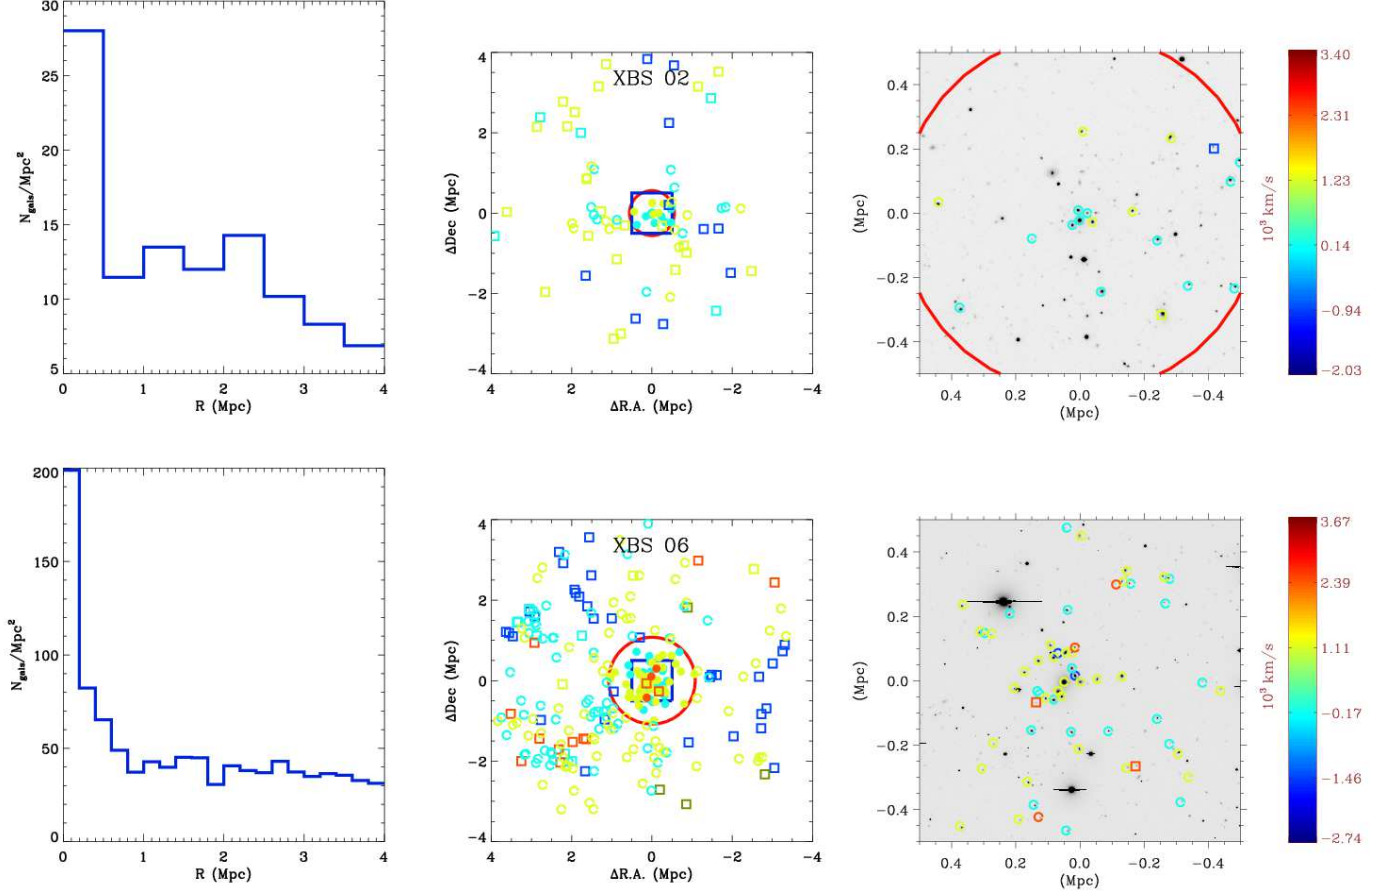 30
25
20
15
10
5
N_gals/Mpc²
0 1 2 3 4
R (Mpc)
XBS 02
4
2
0
−2
−4
ΔDec (Mpc)
4 2 0 −2 −4
ΔR.A. (Mpc)
0.4
0.2
0.0
−0.2
−0.4
(Mpc)
0.4 0.2 0.0 −0.2 −0.4
(Mpc)
3.40
2.31
1.23
0.14
−0.94
−2.03
10³ km/s
200
150
100
50
0
N_gals/Mpc²
0 1 2 3 4
R (Mpc)
XBS 06
4
2
0
−2
−4
ΔDec (Mpc)
4 2 0 −2 −4
ΔR.A. (Mpc)
0.4
0.2
0.0
−0.2
−0.4
(Mpc)
0.4 0.2 0.0 −0.2 −0.4
(Mpc)
3.67
2.39
1.11
−0.17
−1.46
−2.74
10³ km/s